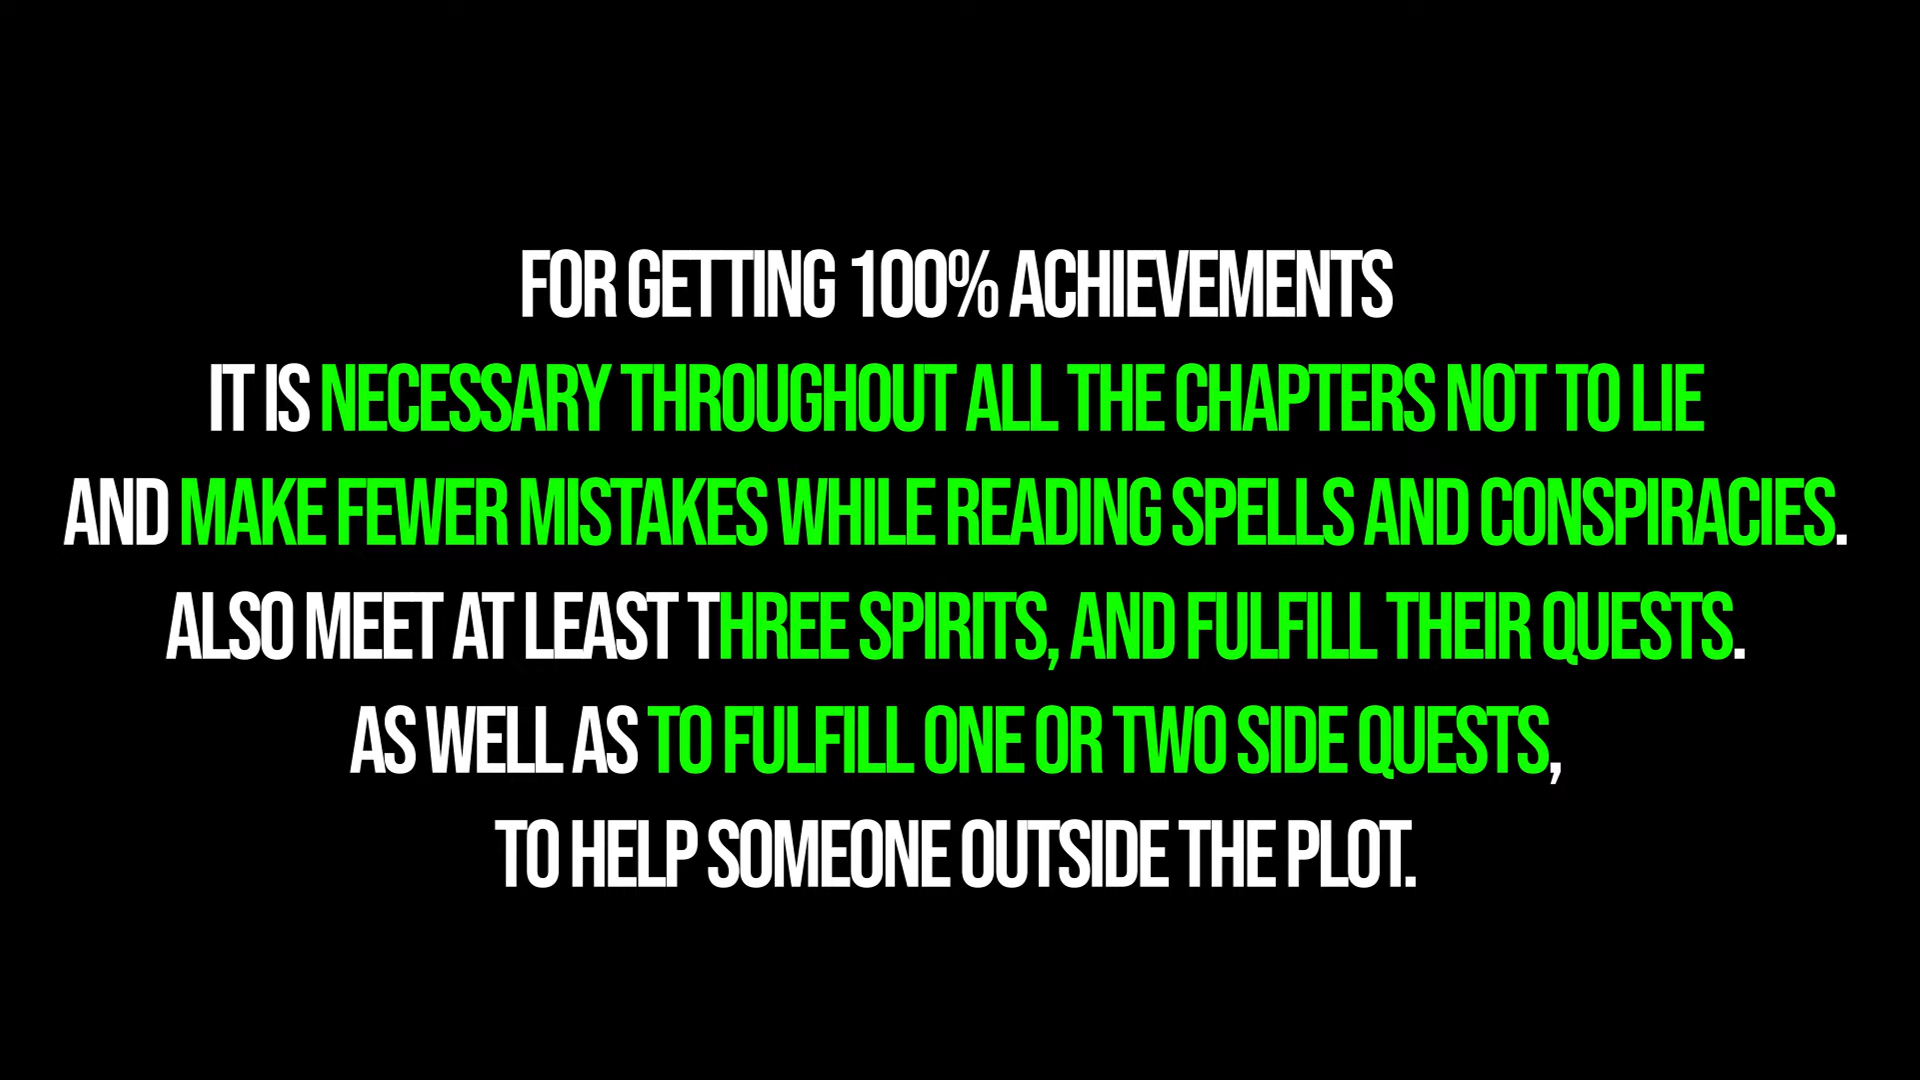 FOR GETTING 100% ACHIEVEMENTS
IT IS NECESSARY THROUGHOUT ALL THE CHAPTERS NOT TO LIE
AND MAKE FEWER MISTAKES WHILE READING SPELLS AND CONSPIRACIES.
ALSO MEET AT LEAST THREE SPIRITS, AND FULFILL THEIR QUESTS.
AS WELL AS TO FULFILL ONE OR TWO SIDE QUESTS,
TO HELP SOMEONE OUTSIDE THE PLOT.